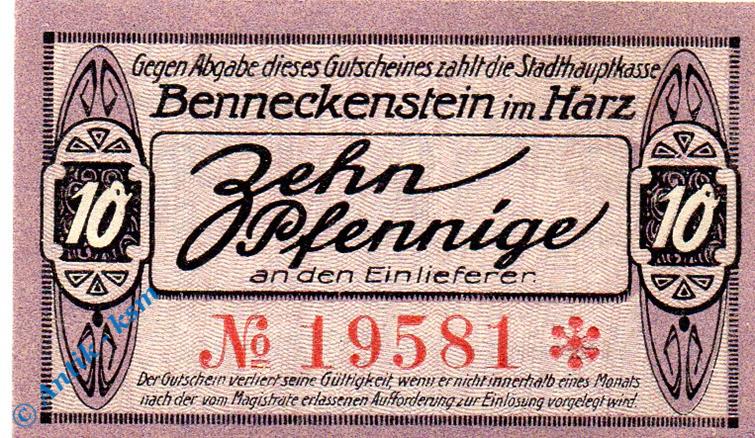 Gegen Abgabe dieses Gutscheines zahlt die Stadthauptkasse
Benneckenstein im Harz
10
Zehn
Pfennige
10
an den Einlieferer.
№ 19581 *
Der Gutschein verliert seine Gültigkeit, wenn er nicht innerhalb eines Monats
nach der vom Magistrate erlassenen Aufforderung zur Einlösung vorgelegt wird.
© Antik - ksm